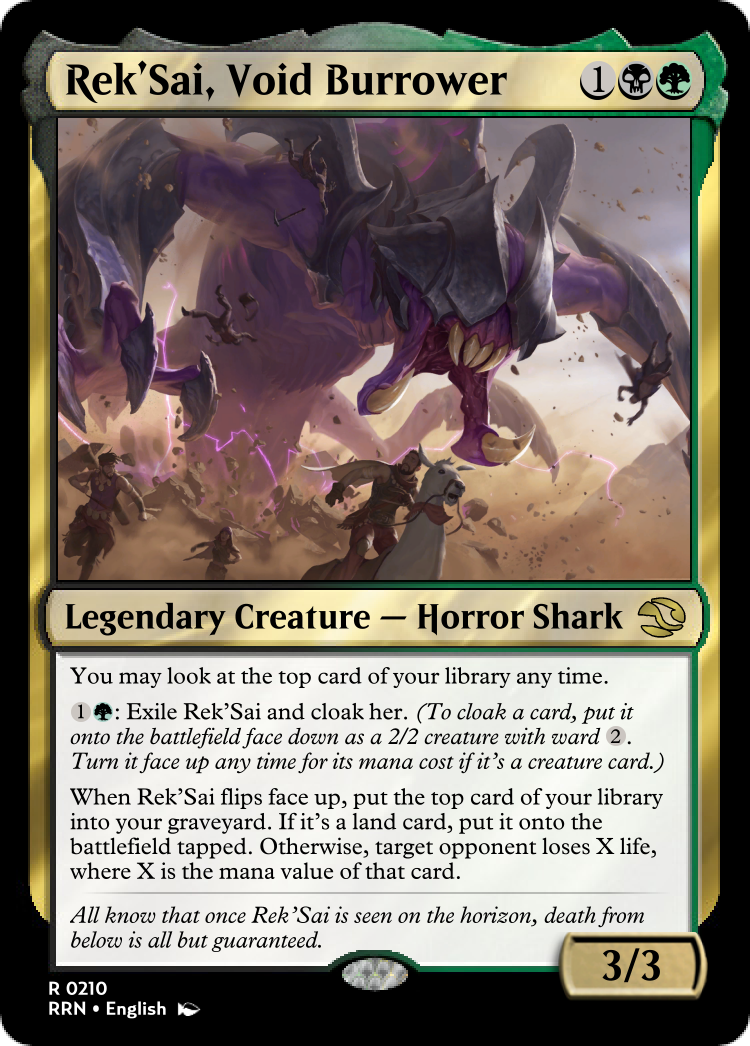 Rek'Sai, Void Burrower 1
Legendary Creature — Horror Shark
You may look at the top card of your library any time.
1 : Exile Rek'Sai and cloak her. (To cloak a card, put it
onto the battlefield face down as a 2/2 creature with ward 2 .
Turn it face up any time for its mana cost if it's a creature card.)
When Rek'Sai flips face up, put the top card of your library
into your graveyard. If it's a land card, put it onto the
battlefield tapped. Otherwise, target opponent loses X life,
where X is the mana value of that card.
All know that once Rek'Sai is seen on the horizon, death from
below is all but guaranteed.
3/3
R 0210
RRN • English